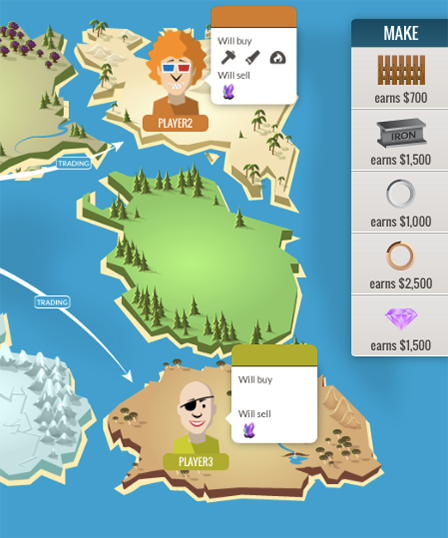 Will buy
Will sell
PLAYER2
TRADING
TRADING
Will buy
Will sell
PLAYER3
MAKE
earns $700
IRON
earns $1,500
earns $1,000
earns $2,500
earns $1,500